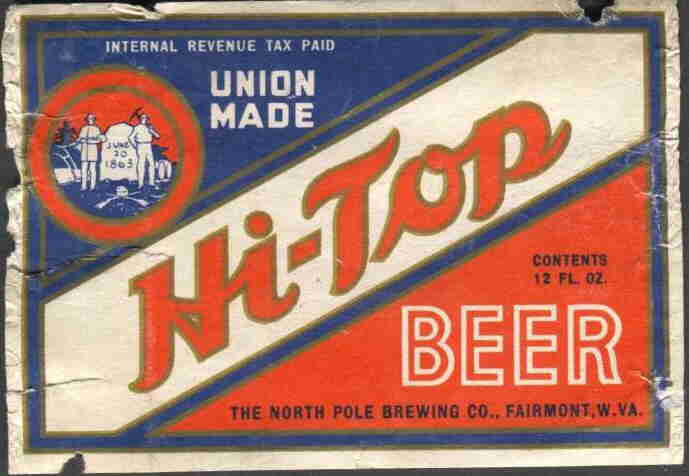 INTERNAL REVENUE TAX PAID
UNION
MADE
JUNE
20
1863
Hi-Top
CONTENTS
12 FL. OZ.
BEER
THE NORTH POLE BREWING CO., FAIRMONT, W.VA.